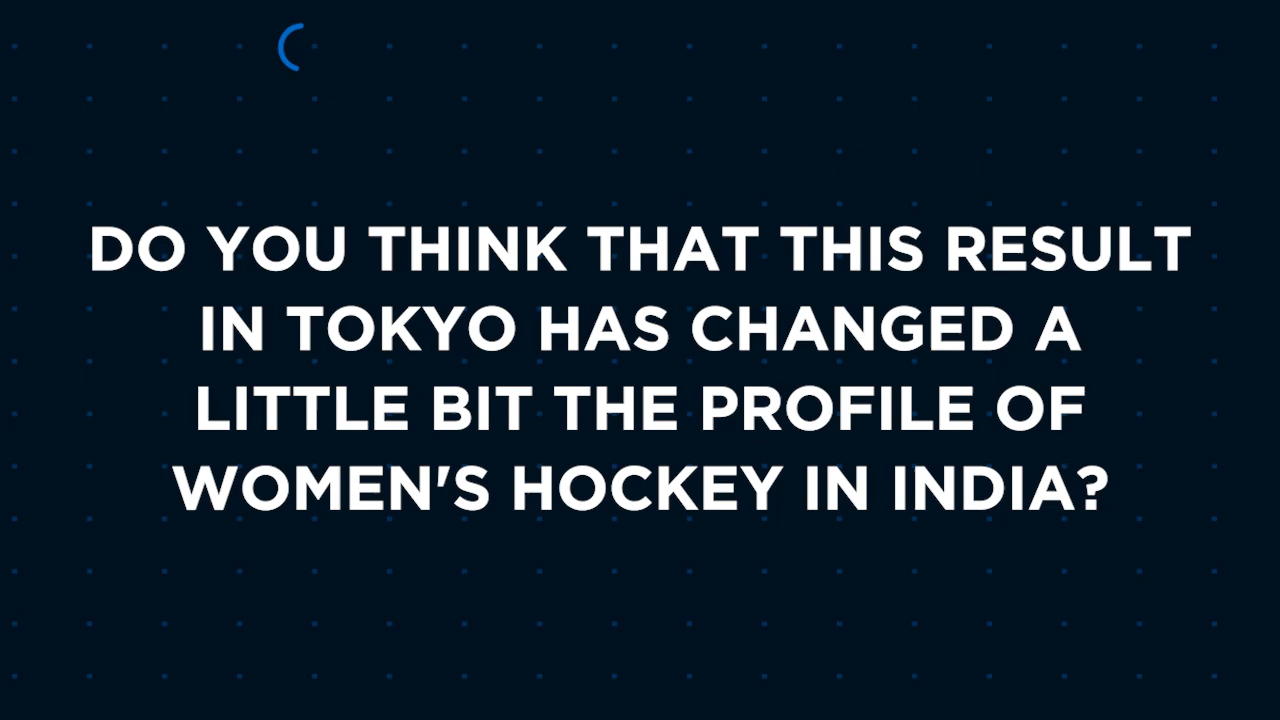 DO YOU THINK THAT THIS RESULT
IN TOKYO HAS CHANGED A
LITTLE BIT THE PROFILE OF
WOMEN'S HOCKEY IN INDIA?